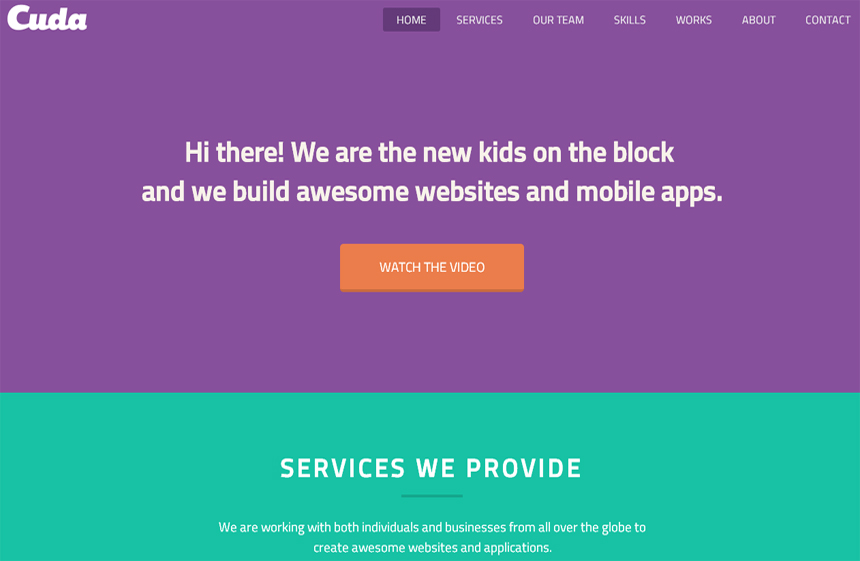 Cuda
HOME SERVICES OUR TEAM SKILLS WORKS ABOUT CONTACT
Hi there! We are the new kids on the block
and we build awesome websites and mobile apps.
WATCH THE VIDEO
SERVICES WE PROVIDE
We are working with both individuals and businesses from all over the globe to
create awesome websites and applications.